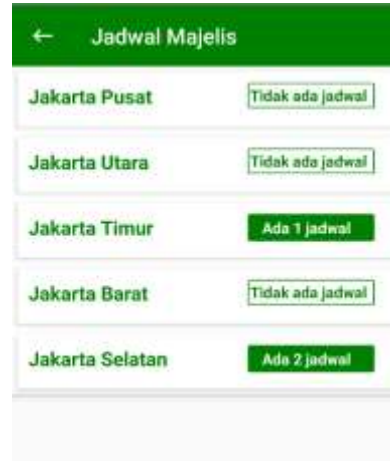 Jadwal Majelis
Jakarta Pusat Tidak ada jadwal
Jakarta Utara Tidak ada jadwal
Jakarta Timur Ada 1 jadwal
Jakarta Barat Tidak ada jadwal
Jakarta Selatan Ada 2 jadwal